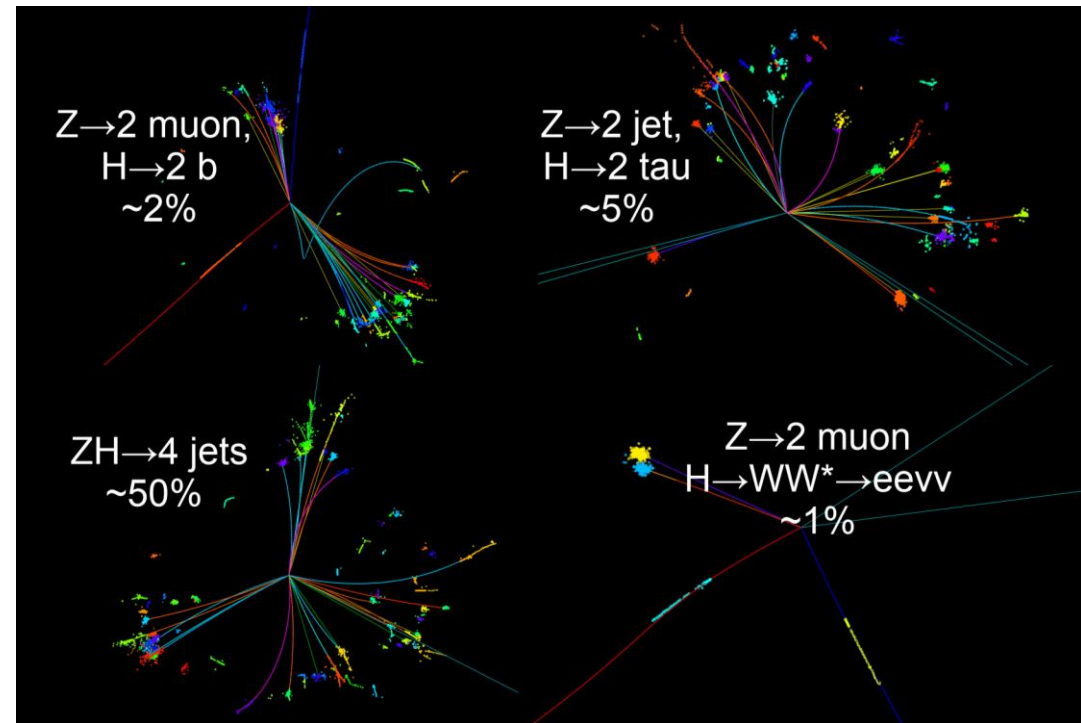 Z→2 muon,
H→2 b
~2%
Z→2 jet,
H→2 tau
~5%
ZH→4 jets
~50%
Z→2 muon
H→WW*→eevv
~1%